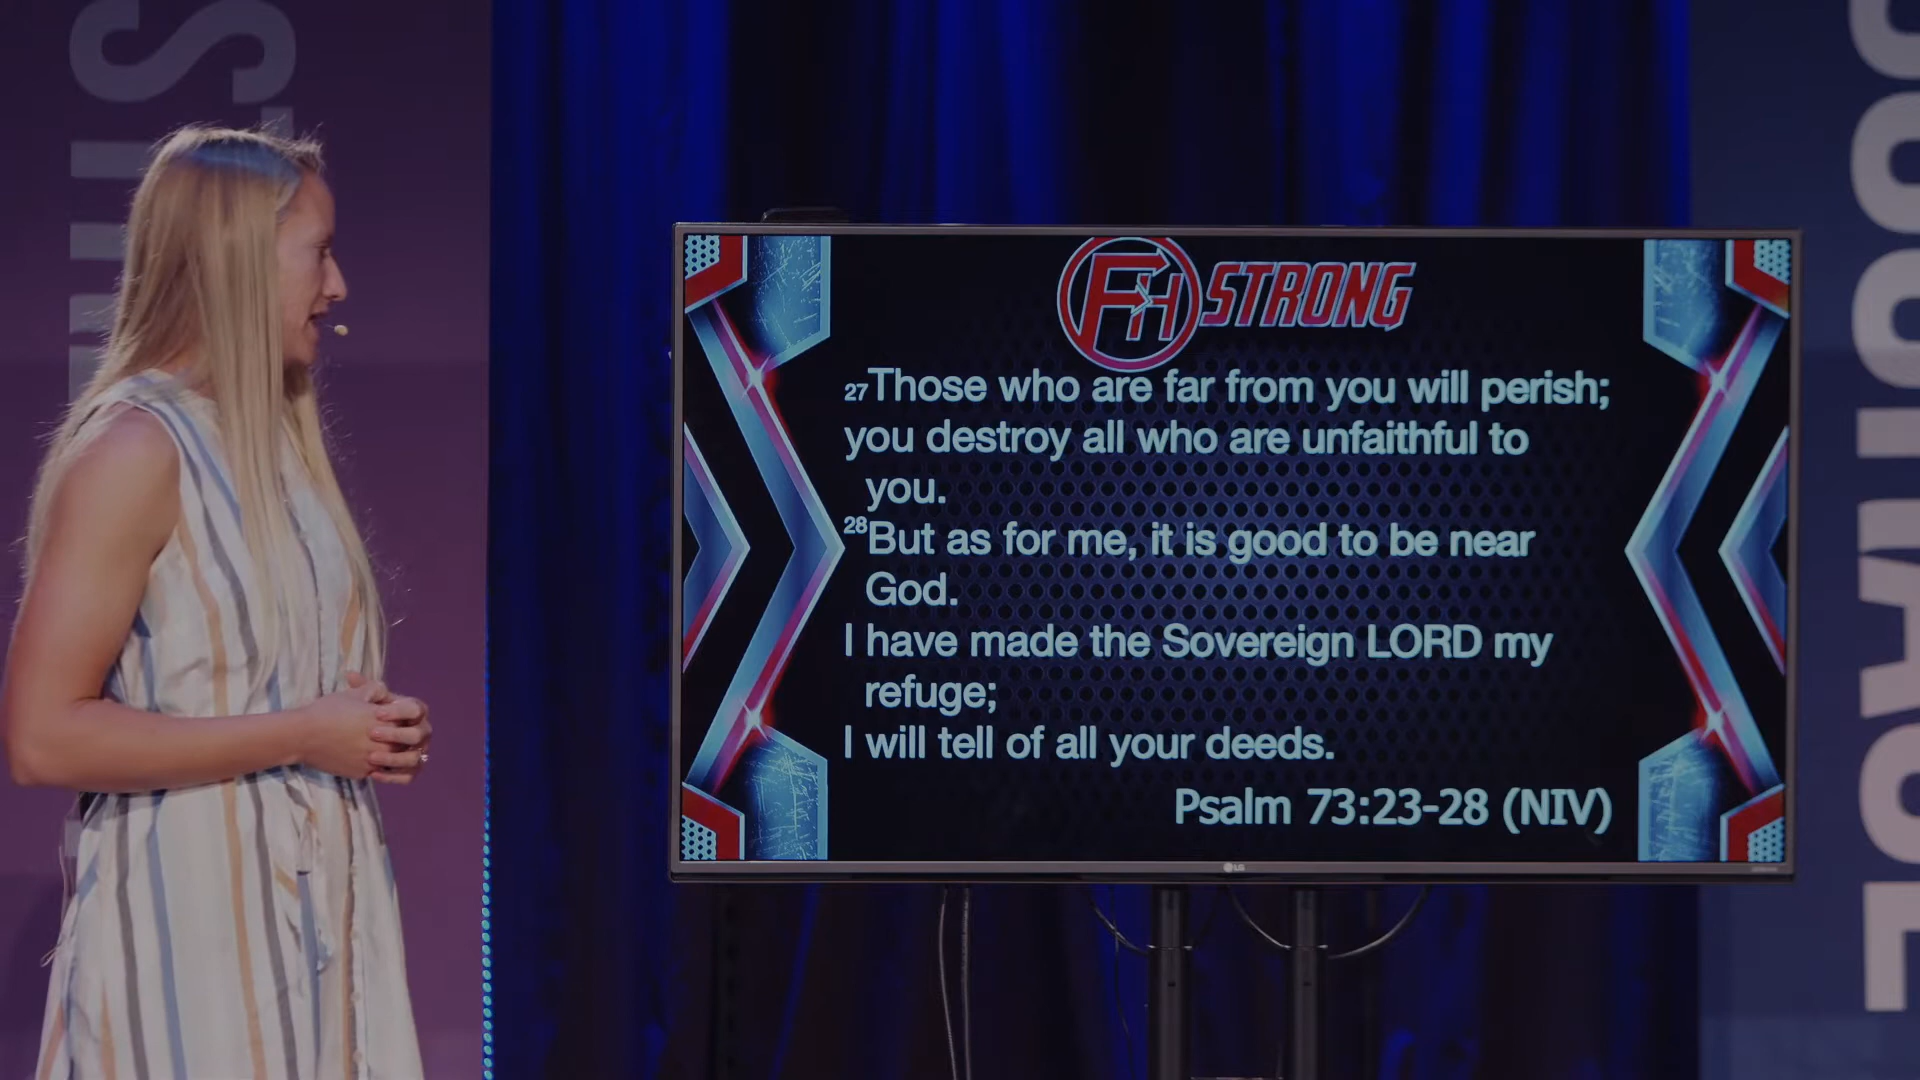 FH STRONG
27Those who are far from you will perish;
you destroy all who are unfaithful to
you.
28But as for me, it is good to be near
God.
I have made the Sovereign LORD my
refuge;
I will tell of all your deeds.
Psalm 73:23-28 (NIV)
LG
COURAGE